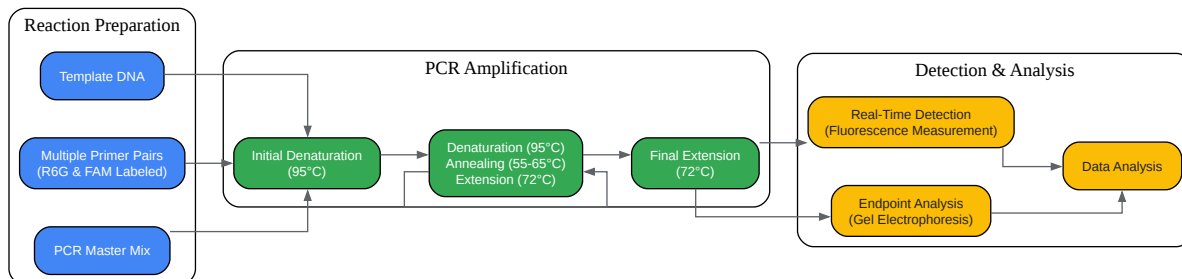 Reaction Preparation
Template DNA
Multiple Primer Pairs
(R6G & FAM Labeled)
PCR Master Mix
PCR Amplification
Initial Denaturation
(95°C)
Denaturation (95°C)
Annealing (55-65°C)
Extension (72°C)
Final Extension
(72°C)
Detection & Analysis
Real-Time Detection
(Fluorescence Measurement)
Endpoint Analysis
(Gel Electrophoresis)
Data Analysis